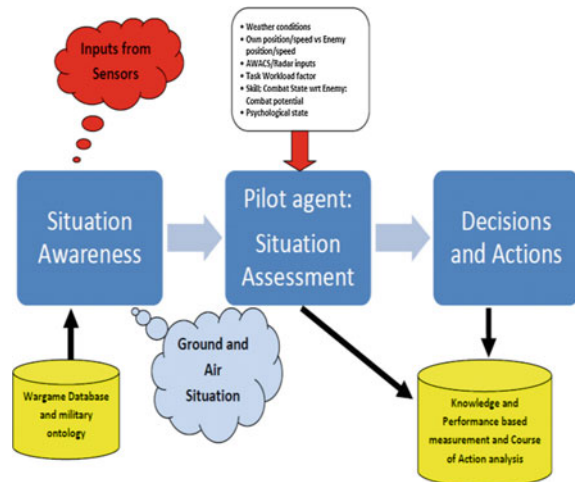 Inputs from
Sensors
• Weather conditions
• Own position/speed vs Enemy
position/speed
• AWACS/Radar inputs
• Task Workload factor
• Skill: Combat State wrt Enemy:
Combat potential
• Psychological state
Situation
Awareness
Pilot agent:
Situation
Assessment
Decisions
and Actions
Ground and
Air
Situation
Wargame Database
and military
ontology
Knowledge and
Performance based
measurement and Course
of Action analysis